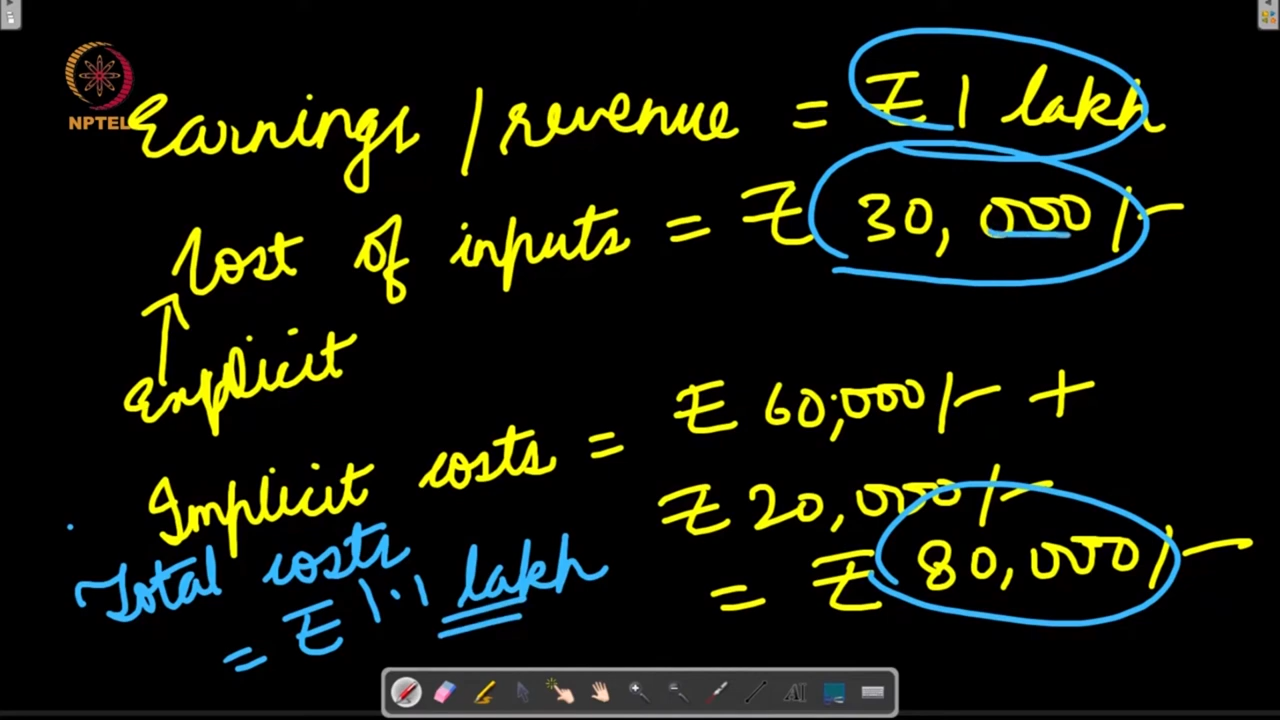 NPTEL
Earnings / revenue = ₹ 1 lakh
Cost of inputs = ₹ 30,000/-
Explicit
Implicit costs = ₹ 60,000/- +
₹ 20,000/-
= ₹ 80,000/-
Total costs
= ₹ 1.1 lakh
AI